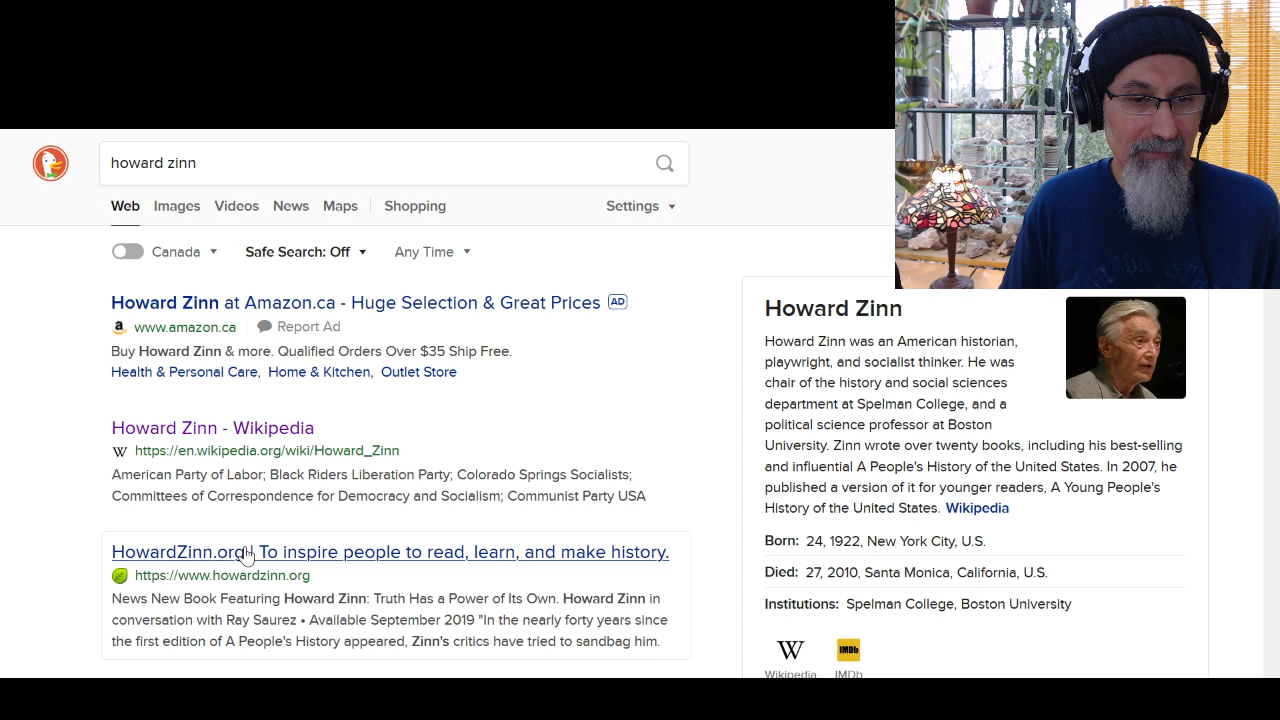 howard zinn
Web Images Videos News Maps Shopping Settings
Canada Safe Search: Off Any Time
Howard Zinn at Amazon.ca - Huge Selection & Great Prices AD
www.amazon.ca Report Ad
Buy Howard Zinn & more. Qualified Orders Over $35 Ship Free.
Health & Personal Care, Home & Kitchen, Outlet Store
Howard Zinn - Wikipedia
W https://en.wikipedia.org/wiki/Howard_Zinn
American Party of Labor; Black Riders Liberation Party; Colorado Springs Socialists;
Committees of Correspondence for Democracy and Socialism; Communist Party USA
HowardZinn.org | To inspire people to read, learn, and make history.
https://www.howardzinn.org
News New Book Featuring Howard Zinn: Truth Has a Power of Its Own. Howard Zinn in
conversation with Ray Saurez • Available September 2019 "In the nearly forty years since
the first edition of A People's History appeared, Zinn's critics have tried to sandbag him.
Howard Zinn
Howard Zinn was an American historian,
playwright, and socialist thinker. He was
chair of the history and social sciences
department at Spelman College, and a
political science professor at Boston
University. Zinn wrote over twenty books, including his best-selling
and influential A People's History of the United States. In 2007, he
published a version of it for younger readers, A Young People's
History of the United States. Wikipedia
Born: 24, 1922, New York City, U.S.
Died: 27, 2010, Santa Monica, California, U.S.
Institutions: Spelman College, Boston University
W IMDb
Wikipedia IMDb